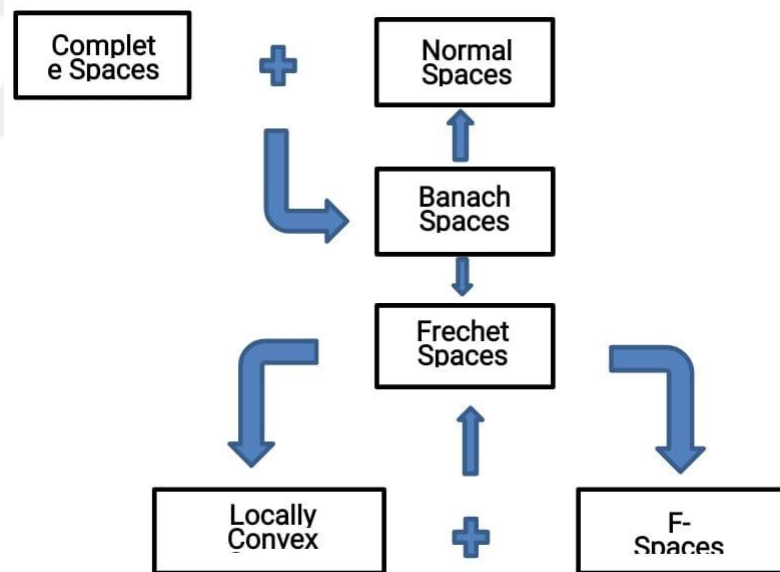 Complet
e Spaces
Normal
Spaces
Banach
Spaces
Frechet
Spaces
Locally
Convex
F-
Spaces